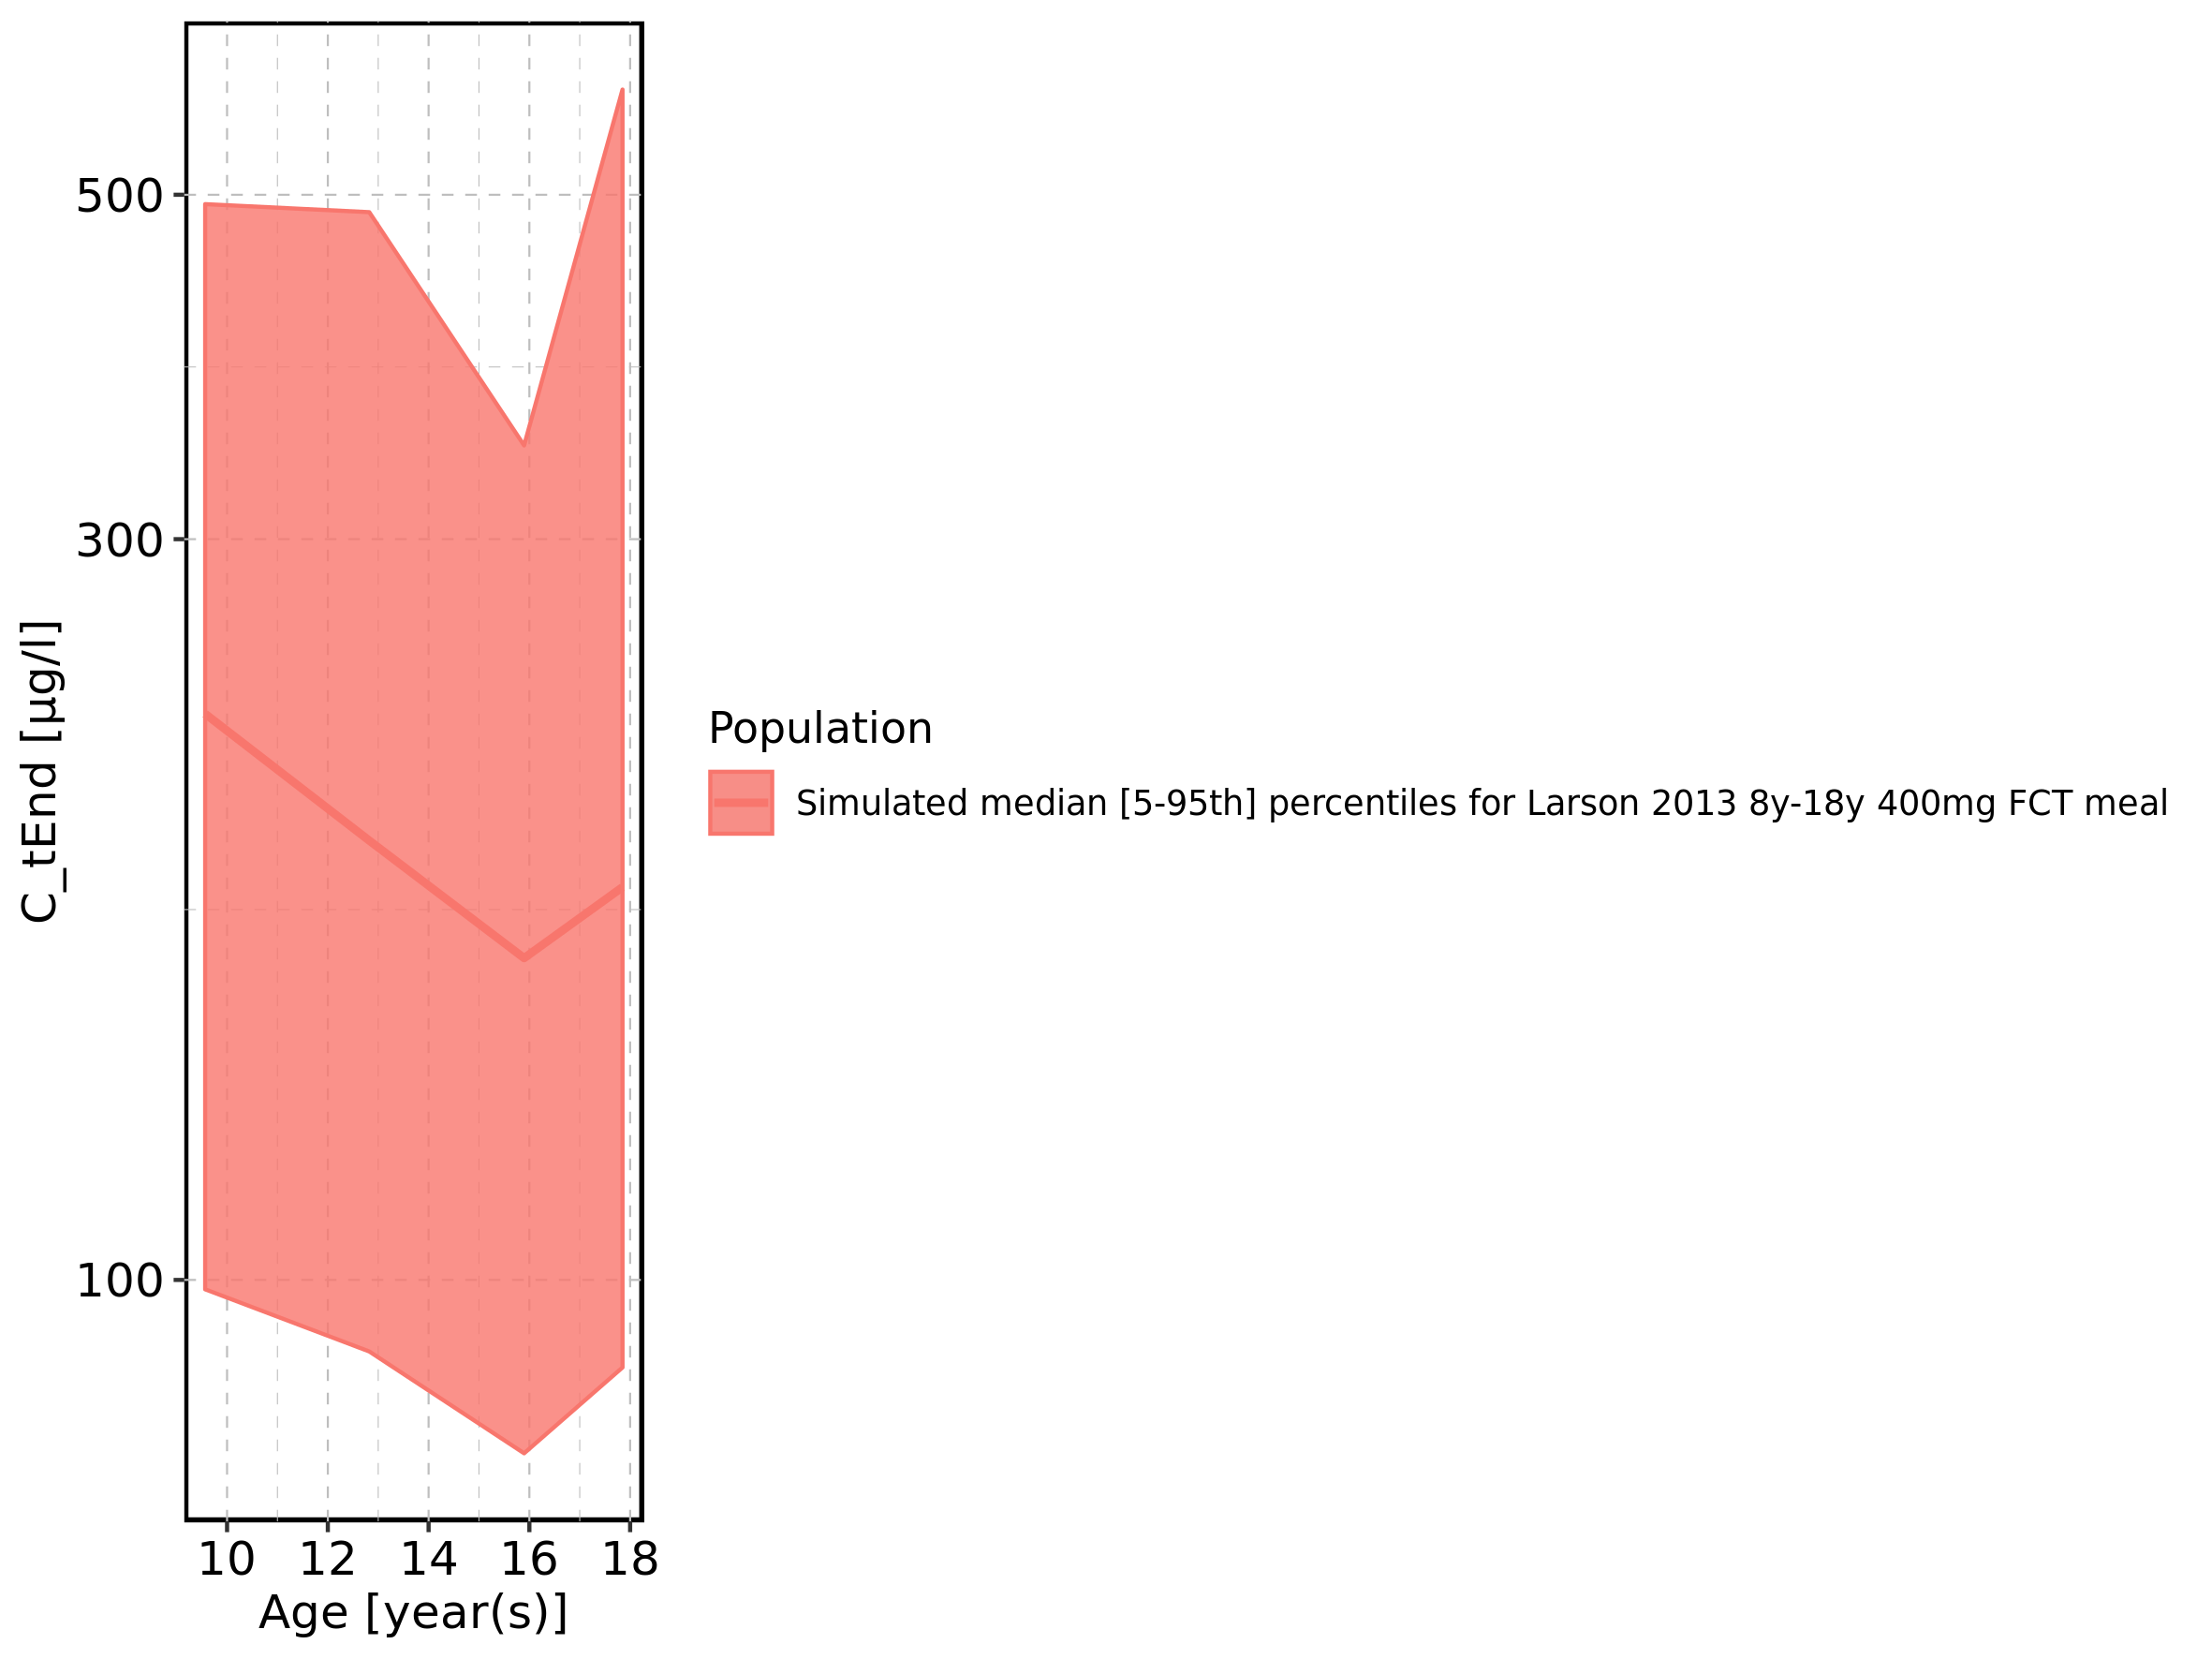 500
300
100
C_tEnd [µg/l]
10 12 14 16 18
Age [year(s)]
Population
Simulated median [5-95th] percentiles for Larson 2013 8y-18y 400mg FCT meal